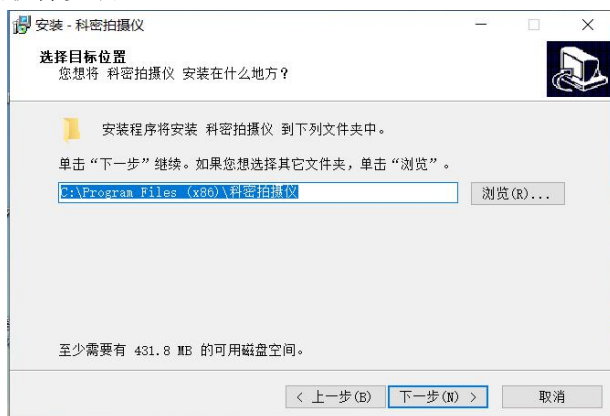 安装 - 科密拍摄仪
选择目标位置
您想将 科密拍摄仪 安装在什么地方?
安装程序将安装 科密拍摄仪 到下列文件夹中。
单击“下一步”继续。如果您想选择其它文件夹，单击“浏览”。
C:\Program Files (x86)\科密拍摄仪
浏览(R)...
至少需要有 431.8 MB 的可用磁盘空间。
< 上一步(B)
下一步(N) >
取消